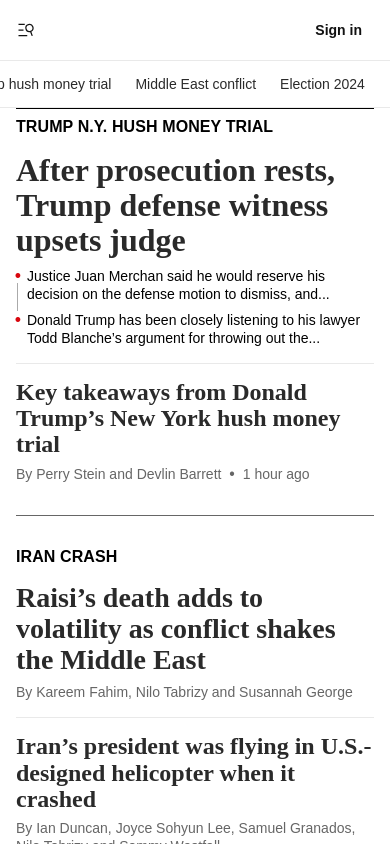 Sign in
hush money trial
Middle East conflict
Election 2024
TRUMP N.Y. HUSH MONEY TRIAL
After prosecution rests,
Trump defense witness
upsets judge
• Justice Juan Merchan said he would reserve his
decision on the defense motion to dismiss, and...
• Donald Trump has been closely listening to his lawyer
Todd Blanche’s argument for throwing out the...
Key takeaways from Donald
Trump’s New York hush money
trial
By Perry Stein and Devlin Barrett • 1 hour ago
IRAN CRASH
Raisi’s death adds to
volatility as conflict shakes
the Middle East
By Kareem Fahim, Nilo Tabrizy and Susannah George
Iran’s president was flying in U.S.-
designed helicopter when it
crashed
By Ian Duncan, Joyce Sohyun Lee, Samuel Granados,
Nilo Tabrizy and Sammy Westfall